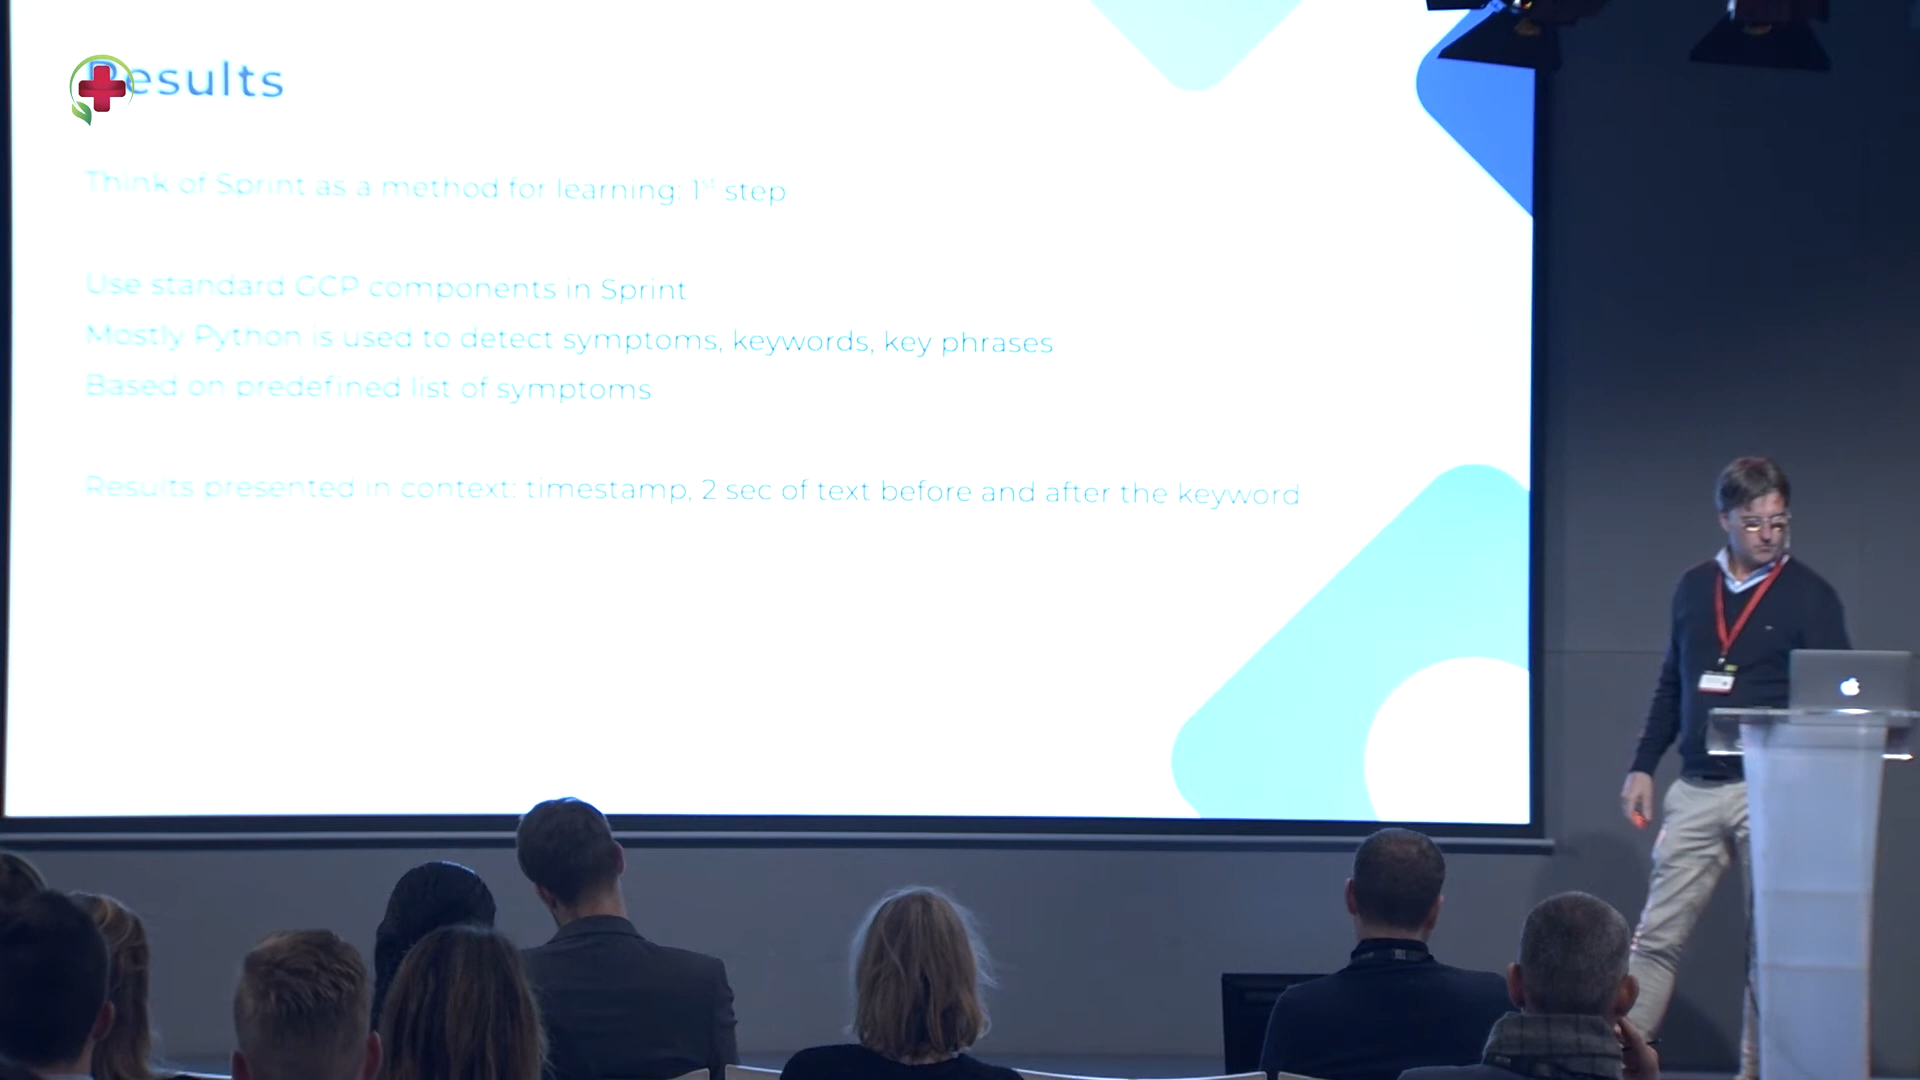 Results
Think of Sprint as a method for learning: 1st step
Use standard GCP components in Sprint
Mostly Python is used to detect symptoms, keywords, key phrases
Based on predefined list of symptoms
Results presented in context: timestamp, 2 sec of text before and after the keyword